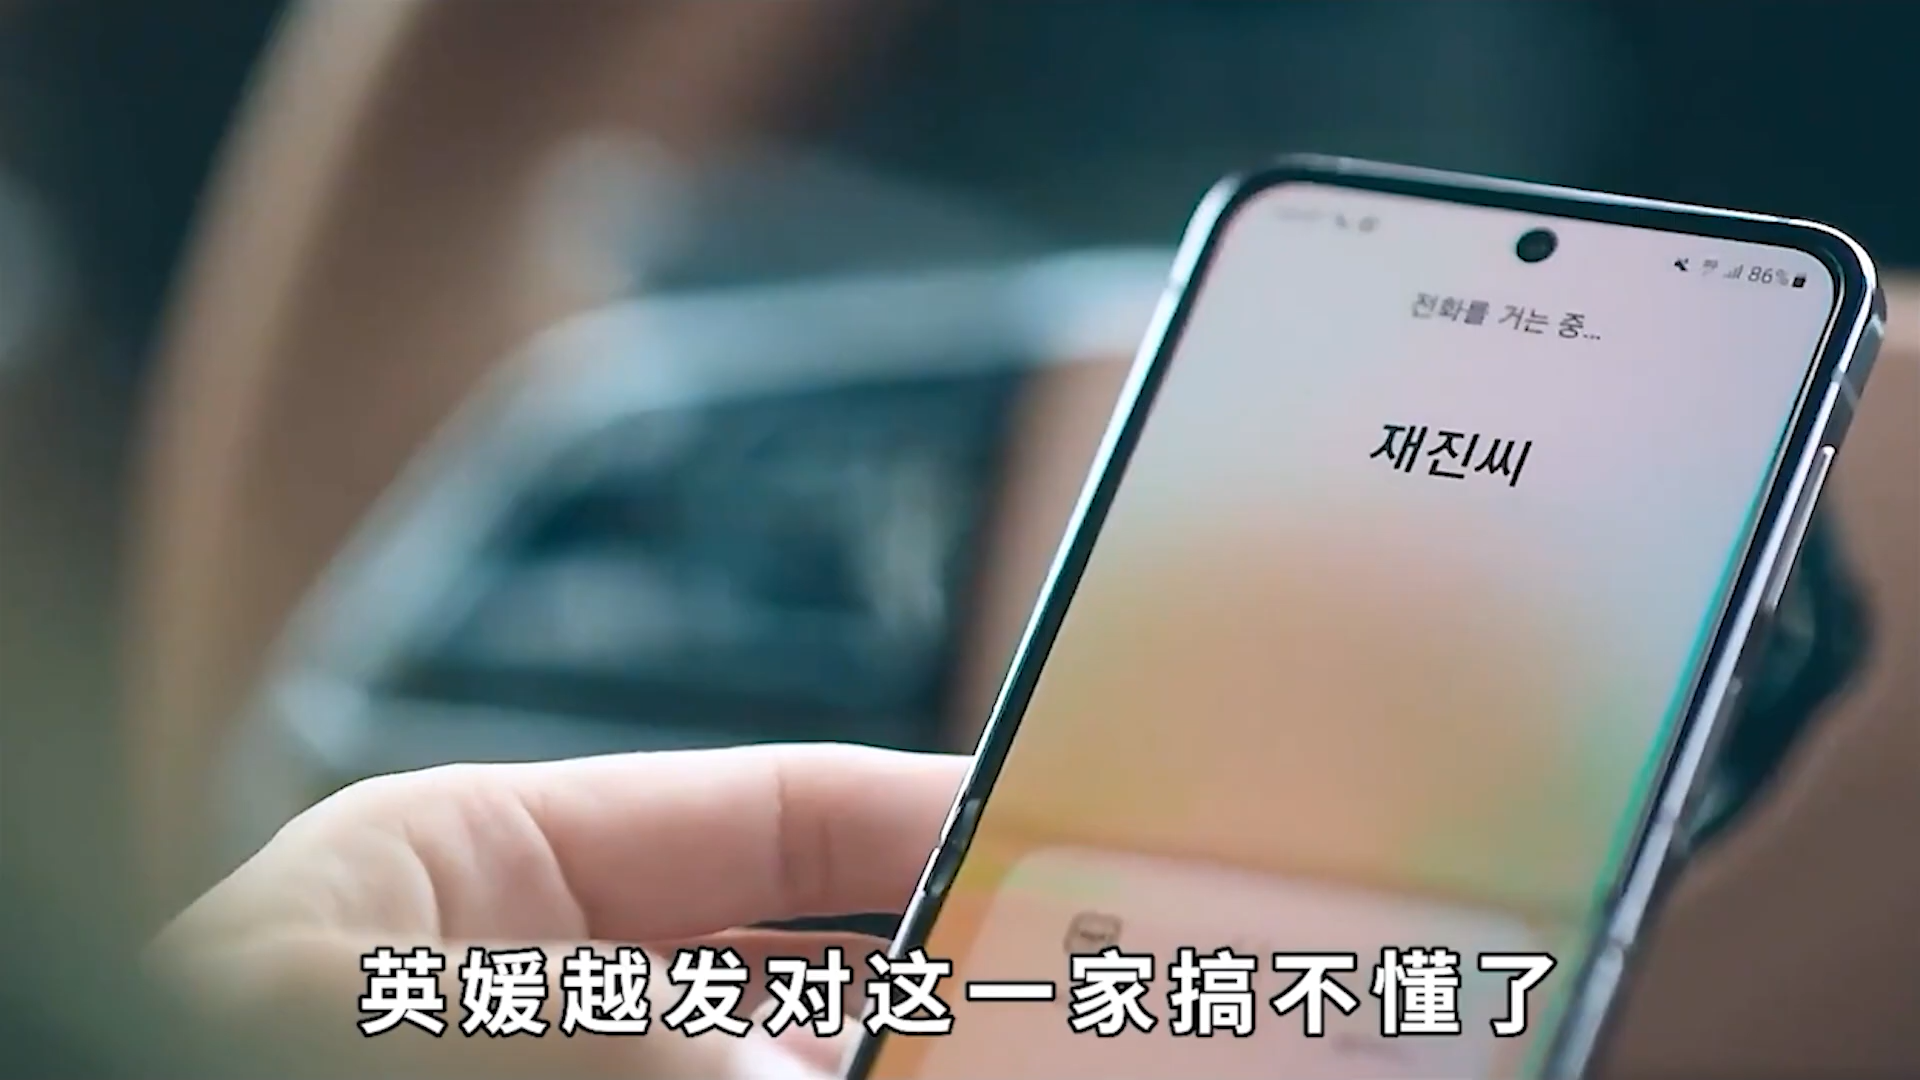 86%
전화를 거는 중...
재진씨
英媛越发对这一家搞不懂了